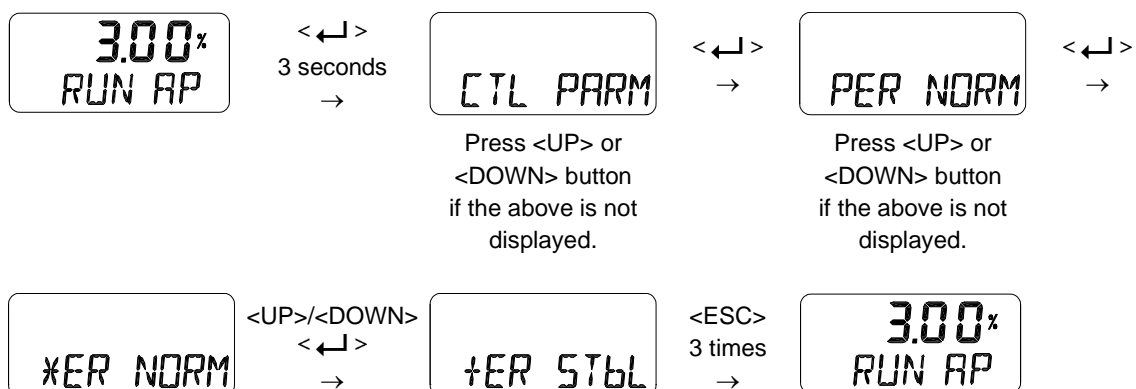 3.00%
RUN AP
< ↵ >
3 seconds
→
CTL PARM
Press <UP> or
<DOWN> button
if the above is not
displayed.
< ↵ >
→
PER NORM
Press <UP> or
<DOWN> button
if the above is not
displayed.
< ↵ >
→
*ER NORM
<UP>/<DOWN>
< ↵ >
→
+ER STbL
<ESC>
3 times
→
3.00%
RUN AP